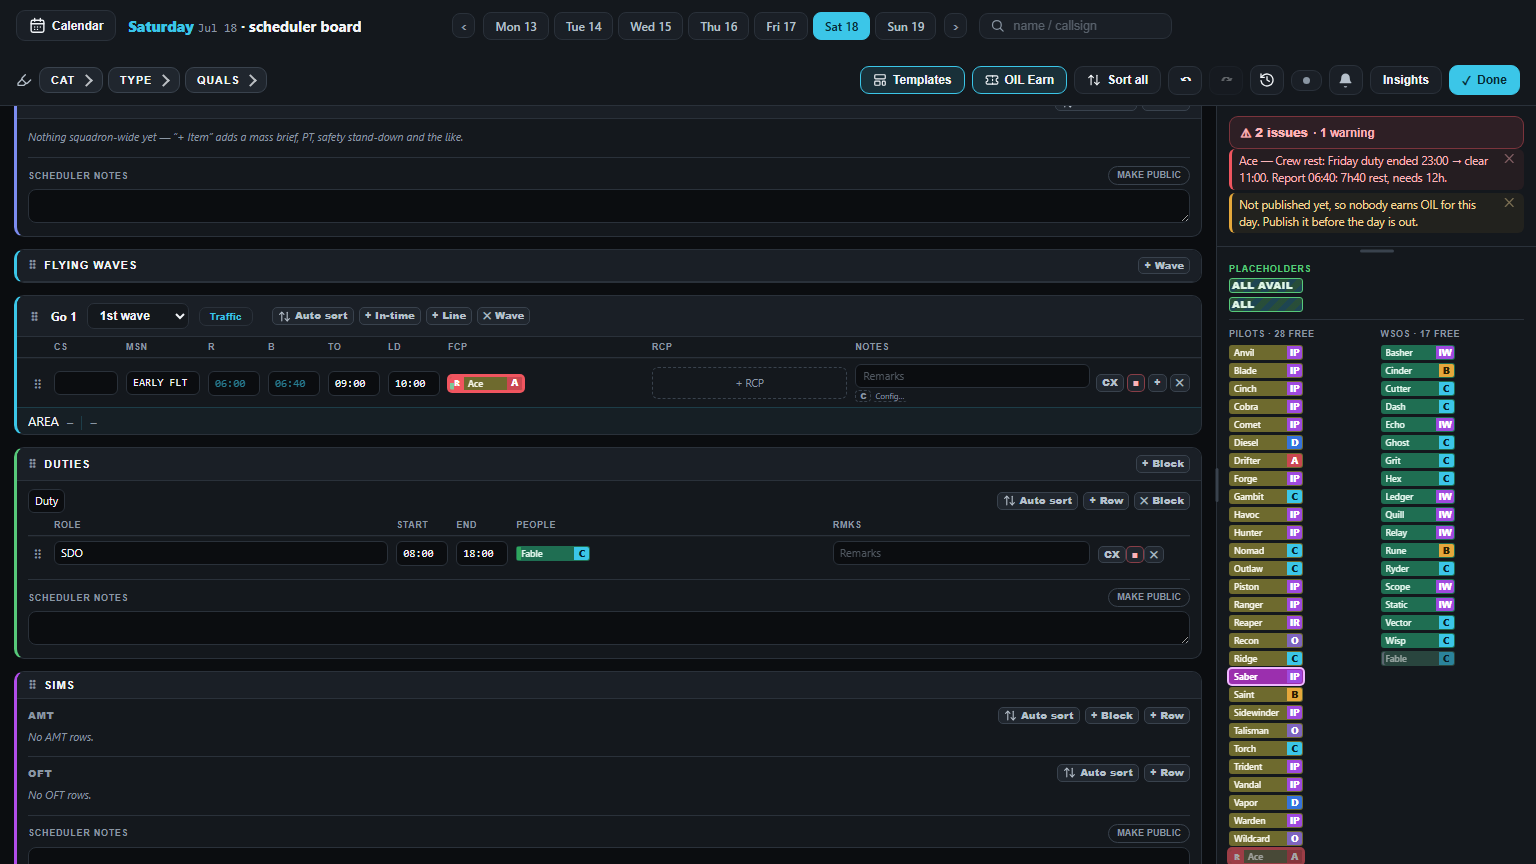 Calendar
Saturday Jul 18 · scheduler board
Mon 13
Tue 14
Wed 15
Thu 16
Fri 17
Sat 18
Sun 19
name / callsign
CAT
TYPE
QUALS
Templates
OIL Earn
Sort all
Insights
✓ Done
Nothing squadron-wide yet — "+ Item" adds a mass brief, PT, safety stand-down and the like.
SCHEDULER NOTES
MAKE PUBLIC
FLYING WAVES
+ Wave
Go 1
1st wave
Traffic
Auto sort
+ In-time
+ Line
✕ Wave
CS MSN R B TO LD FCP RCP NOTES
EARLY FLT 06:00 06:40 09:00 10:00 R Ace A + RCP Remarks CX + ✕
C Config...
AREA – | –
DUTIES
+ Block
Duty
Auto sort
+ Row
✕ Block
ROLE START END PEOPLE RMKS
SDO 08:00 18:00 Fable C Remarks CX ✕
SCHEDULER NOTES
MAKE PUBLIC
SIMS
AMT
Auto sort
+ Block
+ Row
No AMT rows.
OFT
Auto sort
+ Row
No OFT rows.
SCHEDULER NOTES
MAKE PUBLIC
⚠ 2 issues · 1 warning
Ace — Crew rest: Friday duty ended 23:00 → clear
11:00. Report 06:40: 7h40 rest, needs 12h.
Not published yet, so nobody earns OIL for this
day. Publish it before the day is out.
PLACEHOLDERS
ALL AVAIL
ALL
PILOTS · 28 FREE
Anvil IP
Blade IP
Cinch IP
Cobra IP
Comet IP
Diesel D
Drifter A
Forge IP
Gambit C
Havoc IP
Hunter IP
Nomad C
Outlaw C
Piston IP
Ranger IP
Reaper IR
Recon O
Ridge C
Saber IP
Saint B
Sidewinder IP
Talisman O
Torch C
Trident IP
Vandal IP
Vapor D
Warden IP
Wildcard O
R Ace A
WSOS · 17 FREE
Basher IW
Cinder B
Cutter C
Dash C
Echo IW
Ghost C
Grit C
Hex C
Ledger IW
Quill IW
Relay IW
Rune B
Ryder C
Scope IW
Static IW
Vector C
Wisp C
Fable C